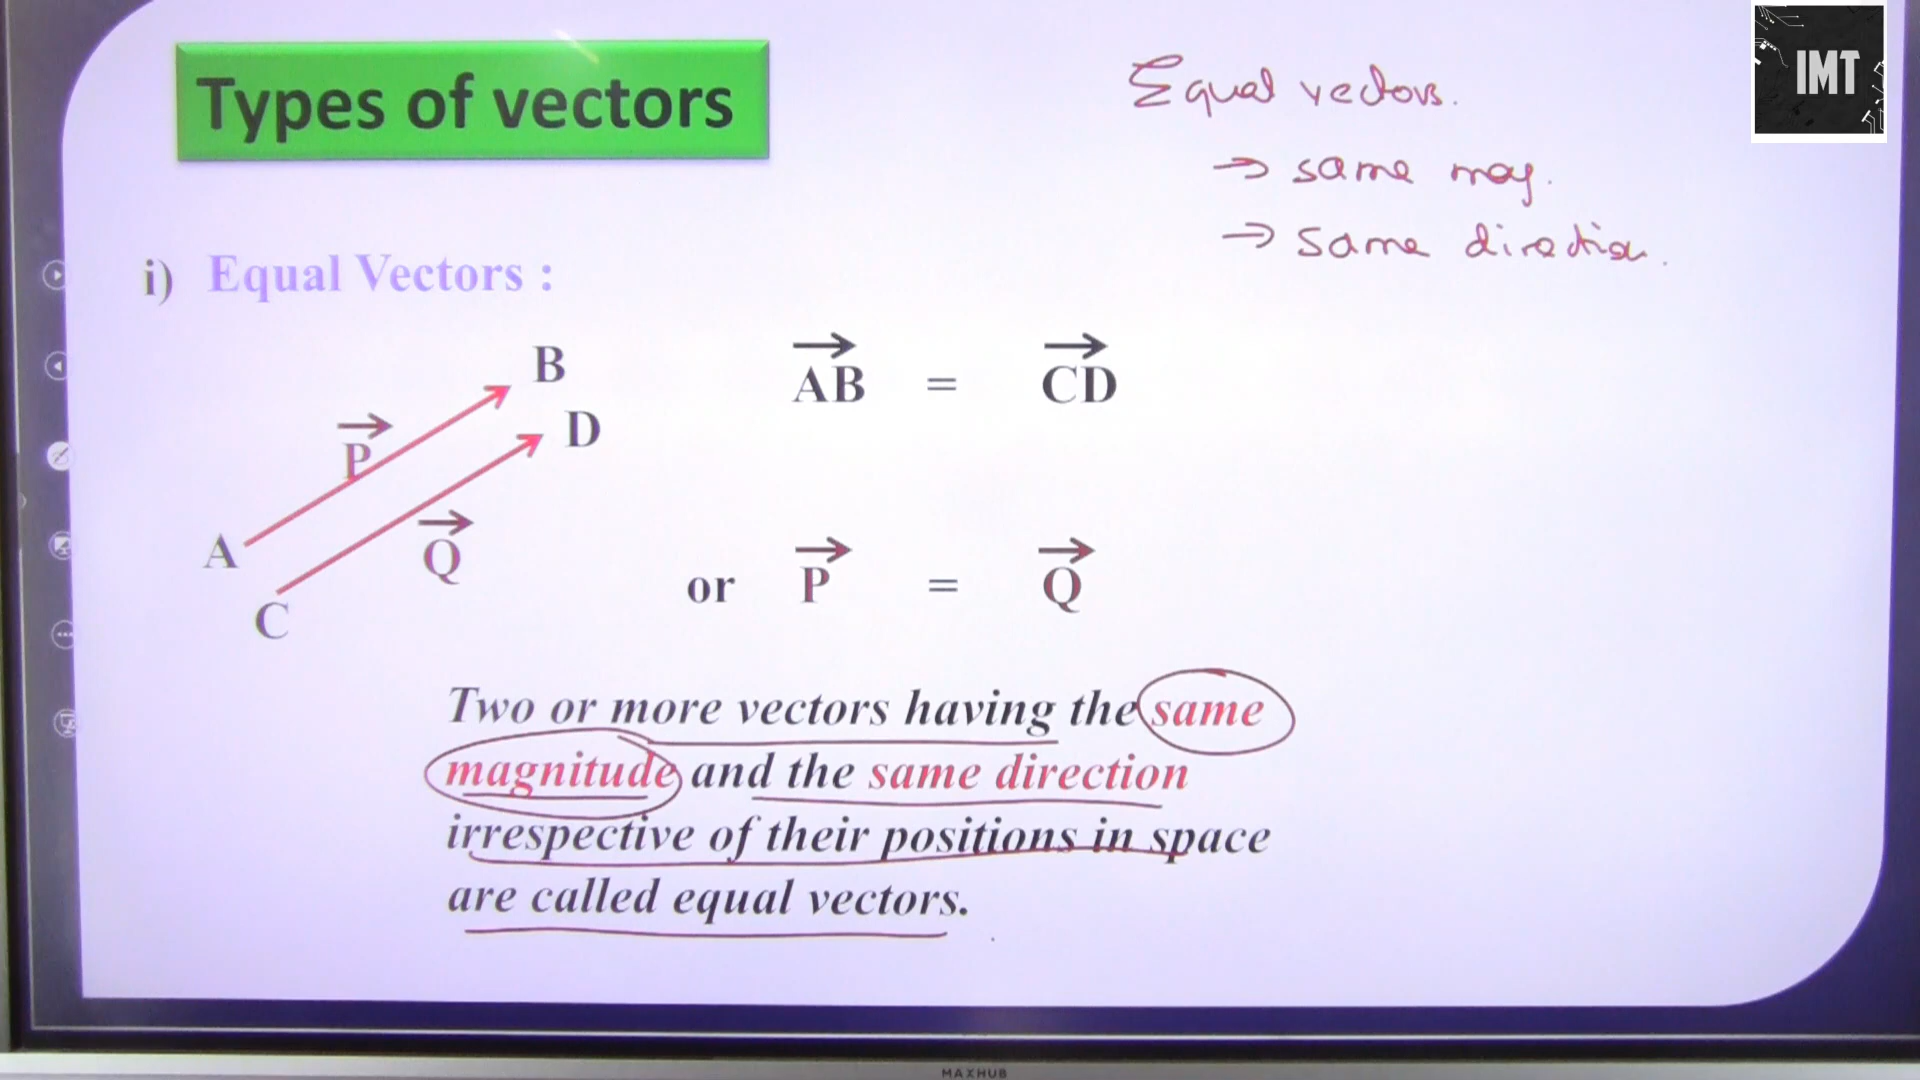 Types of vectors
Equal vectors.
→ same mag.
→ same direction.
IMT
i) Equal Vectors :
B
D
P
A
Q
C
AB = CD
or P = Q
Two or more vectors having the same
magnitude and the same direction
irrespective of their positions in space
are called equal vectors.
MAXHUB